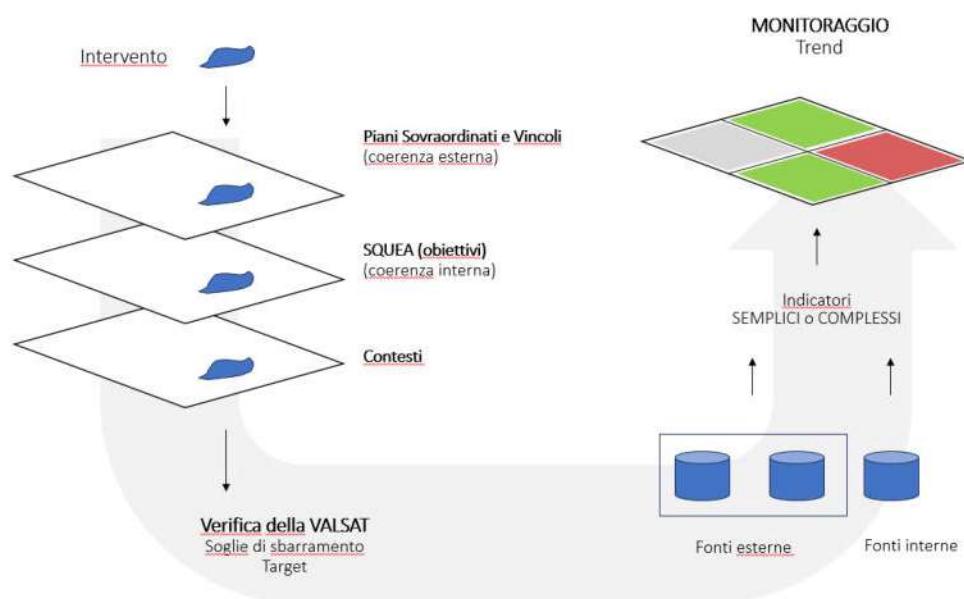 Intervento
Piani Sovraordinati e Vincoli
(coerenza esterna)
SQUEA (obiettivi)
(coerenza interna)
Contesti
Verifica della VALSAT
Soglie di sbarramento
Target
MONITORAGGIO
Trend
Indicatori
SEMPLICI o COMPLESSI
Fonti esterne
Fonti interne